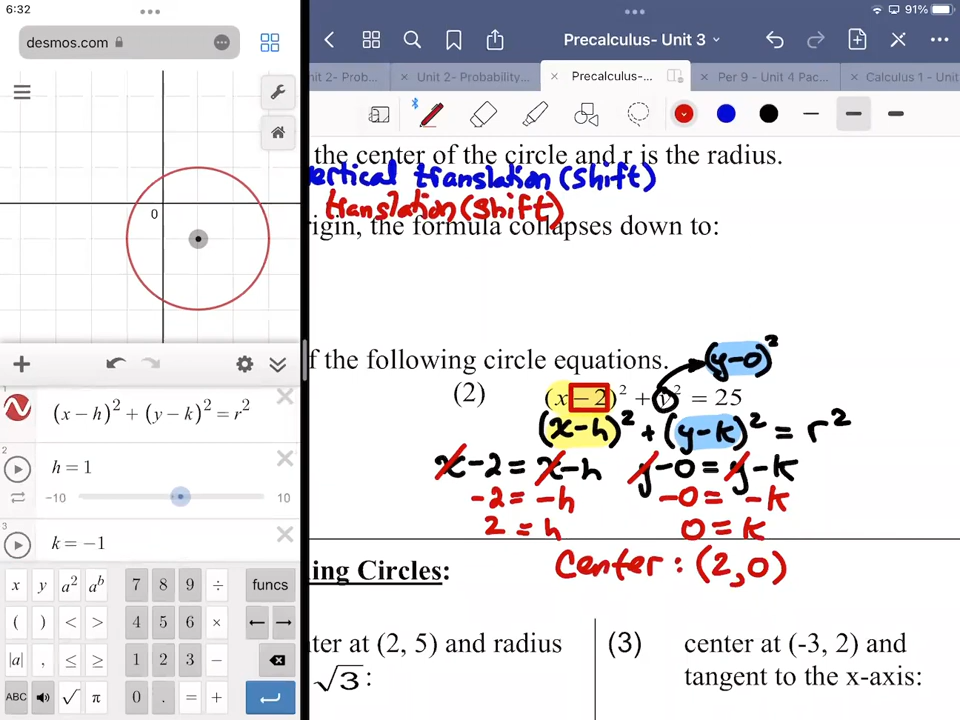 6:32
91%
desmos.com
Precalculus- Unit 3
nit 2- Prob...
Unit 2- Probability...
Precalculus-...
Per 9 - Unit 4 Pac...
Calculus 1 - Unit
the center of the circle and r is the radius.
vertical translation (shift)
translation (shift)
rigin, the formula collapses down to:
0
f the following circle equations.
(y-0)²
(2) (x − 2)² + y² = 25
(x-h)² + (y-k)² = r²
x-2 = x-h y-0 = y-k
-2 = -h -0 = -k
2 = h 0 = k
Center : (2,0)
1
(x − h)² + (y − k)² = r²
2
h = 1
-10 10
3
k = −1
x y a² aᵇ 7 8 9 ÷ funcs
( ) < > 4 5 6 × ← →
|a| , ≤ ≥ 1 2 3 −
ABC √ π 0 . = +
ing Circles:
ter at (2, 5) and radius
√3:
(3) center at (-3, 2) and
tangent to the x-axis: